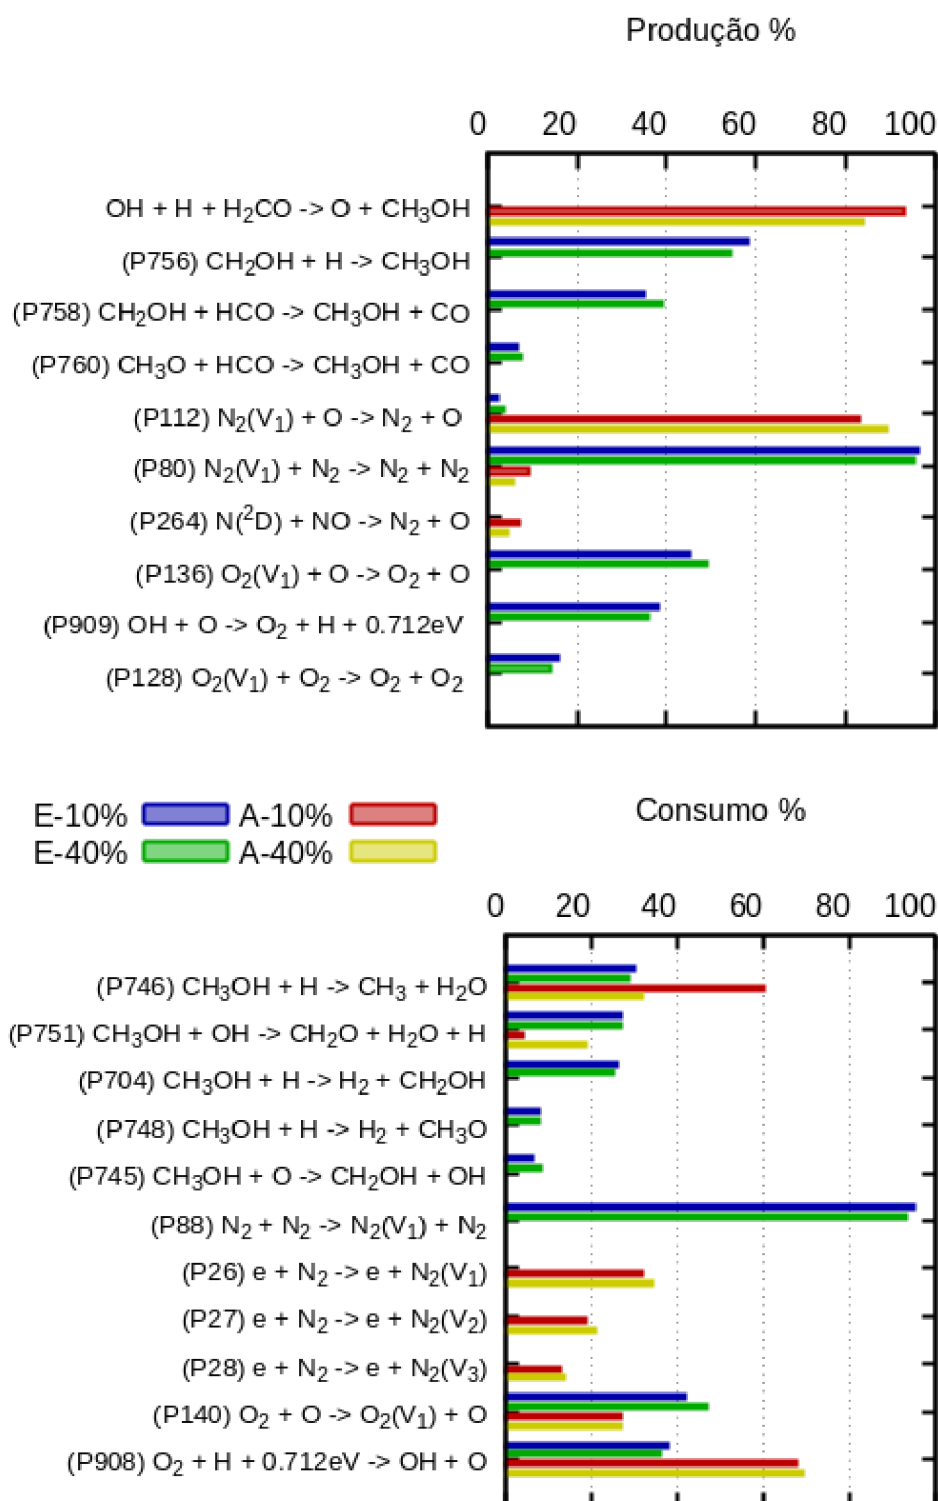 Produção %
0 20 40 60 80 100
OH + H + H₂CO -> O + CH₃OH
(P756) CH₂OH + H -> CH₃OH
(P758) CH₂OH + HCO -> CH₃OH + CO
(P760) CH₃O + HCO -> CH₃OH + CO
(P112) N₂(V₁) + O -> N₂ + O
(P80) N₂(V₁) + N₂ -> N₂ + N₂
(P264) N(²D) + NO -> N₂ + O
(P136) O₂(V₁) + O -> O₂ + O
(P909) OH + O -> O₂ + H + 0.712eV
(P128) O₂(V₁) + O₂ -> O₂ + O₂
E-10% A-10%
E-40% A-40%
Consumo %
0 20 40 60 80 100
(P746) CH₃OH + H -> CH₃ + H₂O
(P751) CH₃OH + OH -> CH₂O + H₂O + H
(P704) CH₃OH + H -> H₂ + CH₂OH
(P748) CH₃OH + H -> H₂ + CH₃O
(P745) CH₃OH + O -> CH₂OH + OH
(P88) N₂ + N₂ -> N₂(V₁) + N₂
(P26) e + N₂ -> e + N₂(V₁)
(P27) e + N₂ -> e + N₂(V₂)
(P28) e + N₂ -> e + N₂(V₃)
(P140) O₂ + O -> O₂(V₁) + O
(P908) O₂ + H + 0.712eV -> OH + O